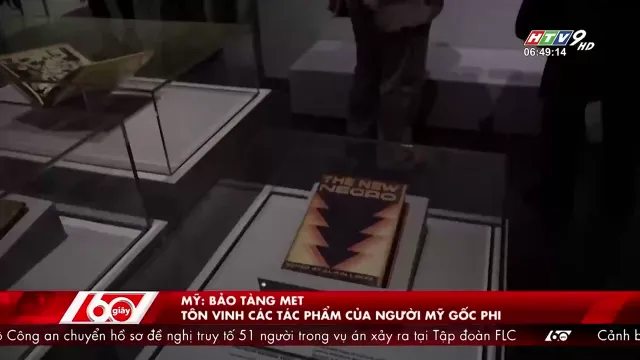 HTV9 HD
06:49:14
THE NEW
NEGRO
MỸ: BẢO TÀNG MET
60 giây
TÔN VINH CÁC TÁC PHẨM CỦA NGƯỜI MỸ GỐC PHI
Công an chuyển hồ sơ đề nghị truy tố 51 người trong vụ án xảy ra tại Tập đoàn FLC
60
Cảnh b